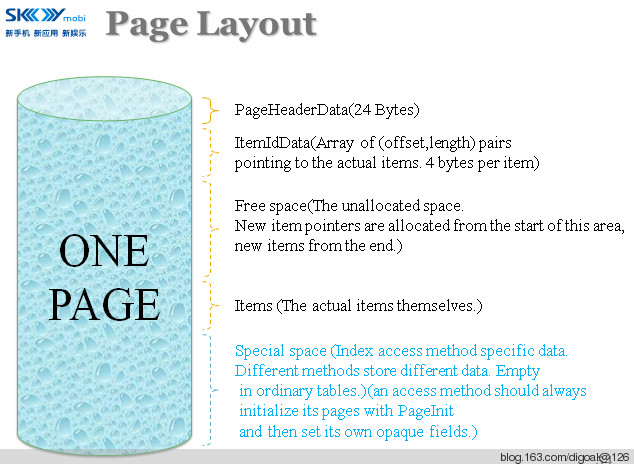 SKYmobi
新手机 新应用 新娱乐
Page Layout
PageHeaderData(24 Bytes)
ItemIdData(Array of (offset,length) pairs
pointing to the actual items. 4 bytes per item)
Free space(The unallocated space.
New item pointers are allocated from the start of this area,
new items from the end.)
ONE
PAGE
Items (The actual items themselves.)
Special space (Index access method specific data.
Different methods store different data. Empty
in ordinary tables.)(an access method should always
initialize its pages with PageInit
and then set its own opaque fields.)
blog.163.com/digoal@126